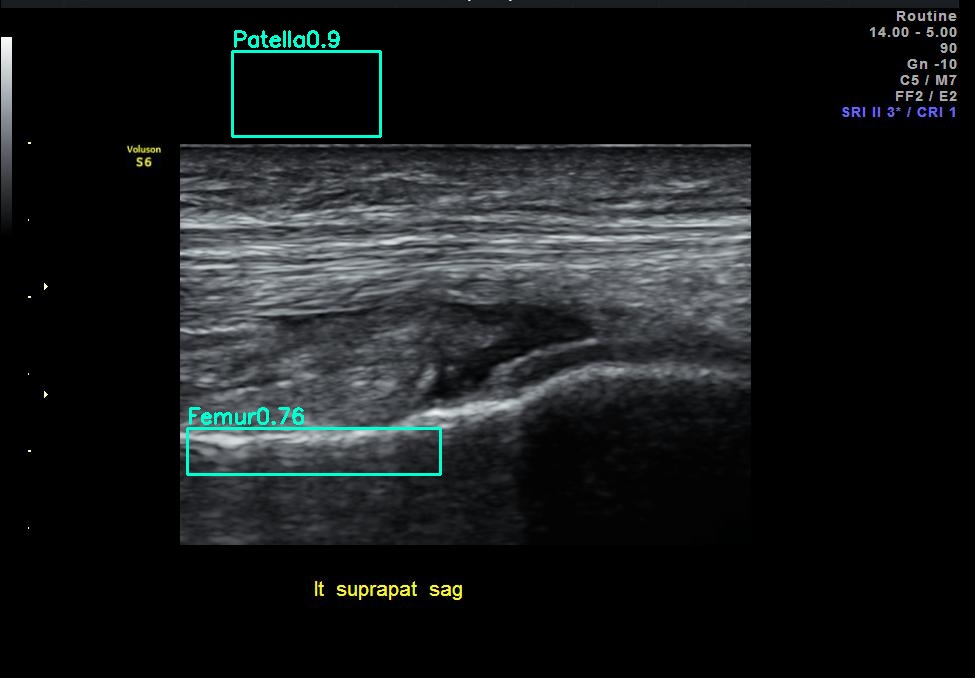 Routine
14.00 - 5.00
90
Gn -10
C5 / M7
FF2 / E2
SRI II 3* / CRI 1
Patella0.9
Voluson
S6
Femur0.76
lt suprapat sag